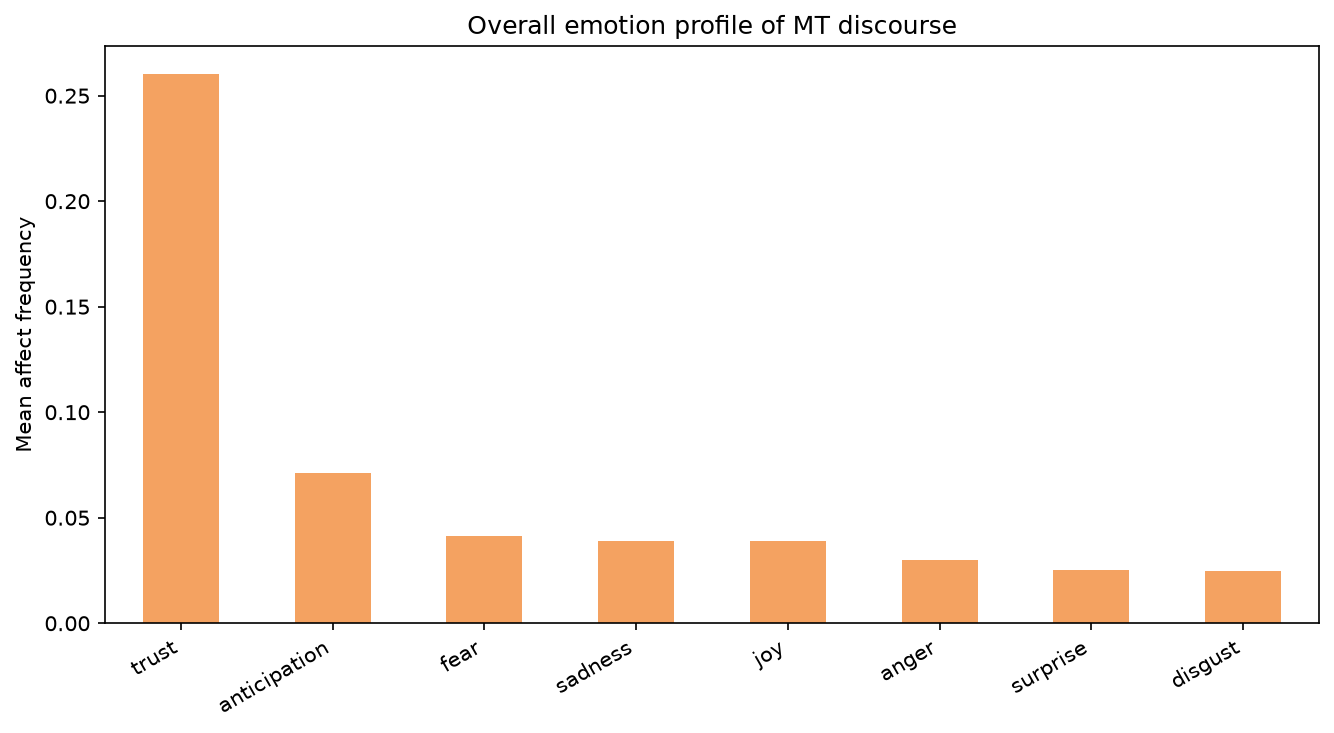 Overall emotion profile of MT discourse
Mean affect frequency
0.25
0.20
0.15
0.10
0.05
0.00
trust
anticipation
fear
sadness
joy
anger
surprise
disgust